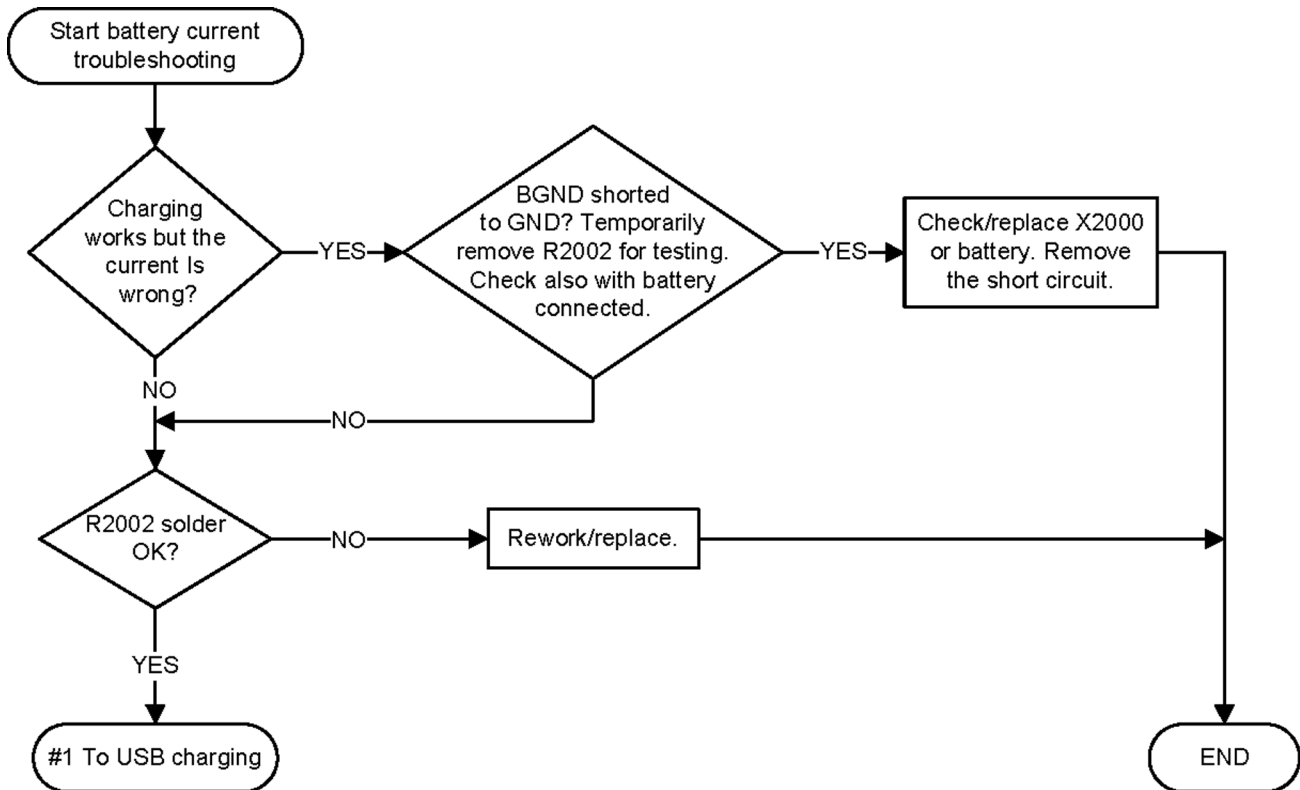 Start battery current
troubleshooting
Charging
works but the
current Is
wrong?
YES
BGND shorted
to GND? Temporarily
remove R2002 for testing.
Check also with battery
connected.
YES
Check/replace X2000
or battery. Remove
the short circuit.
NO
NO
R2002 solder
OK?
NO
Rework/replace.
YES
#1 To USB charging
END